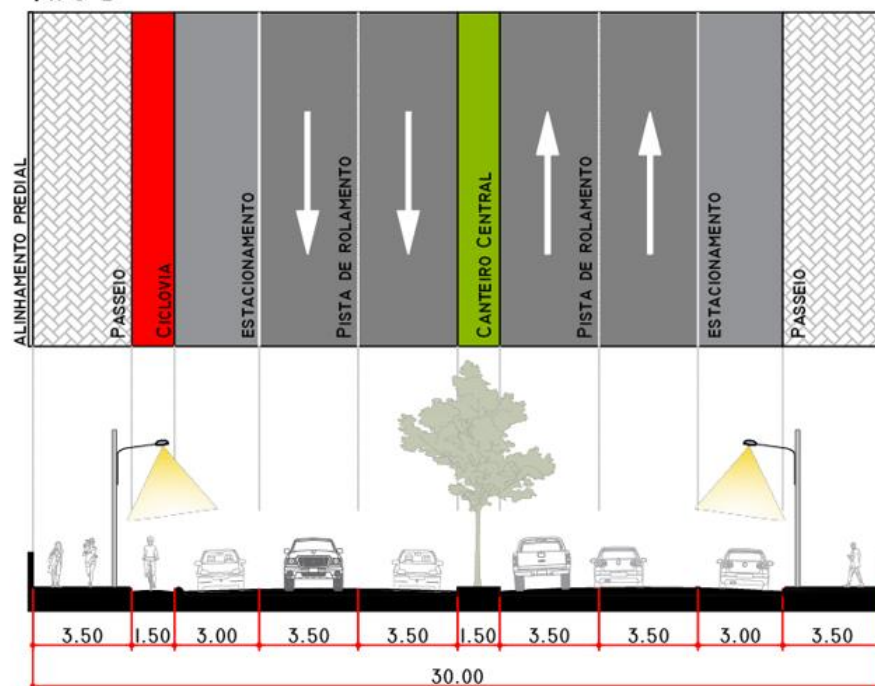 ALINHAMENTO PREDIAL
PASSEIO
CICLOVIA
ESTACIONAMENTO
PISTA DE ROLAMENTO
CANTEIRO CENTRAL
PISTA DE ROLAMENTO
ESTACIONAMENTO
PASSEIO
3.50 1.50 3.00 3.50 3.50 1.50 3.50 3.50 3.00 3.50
30.00